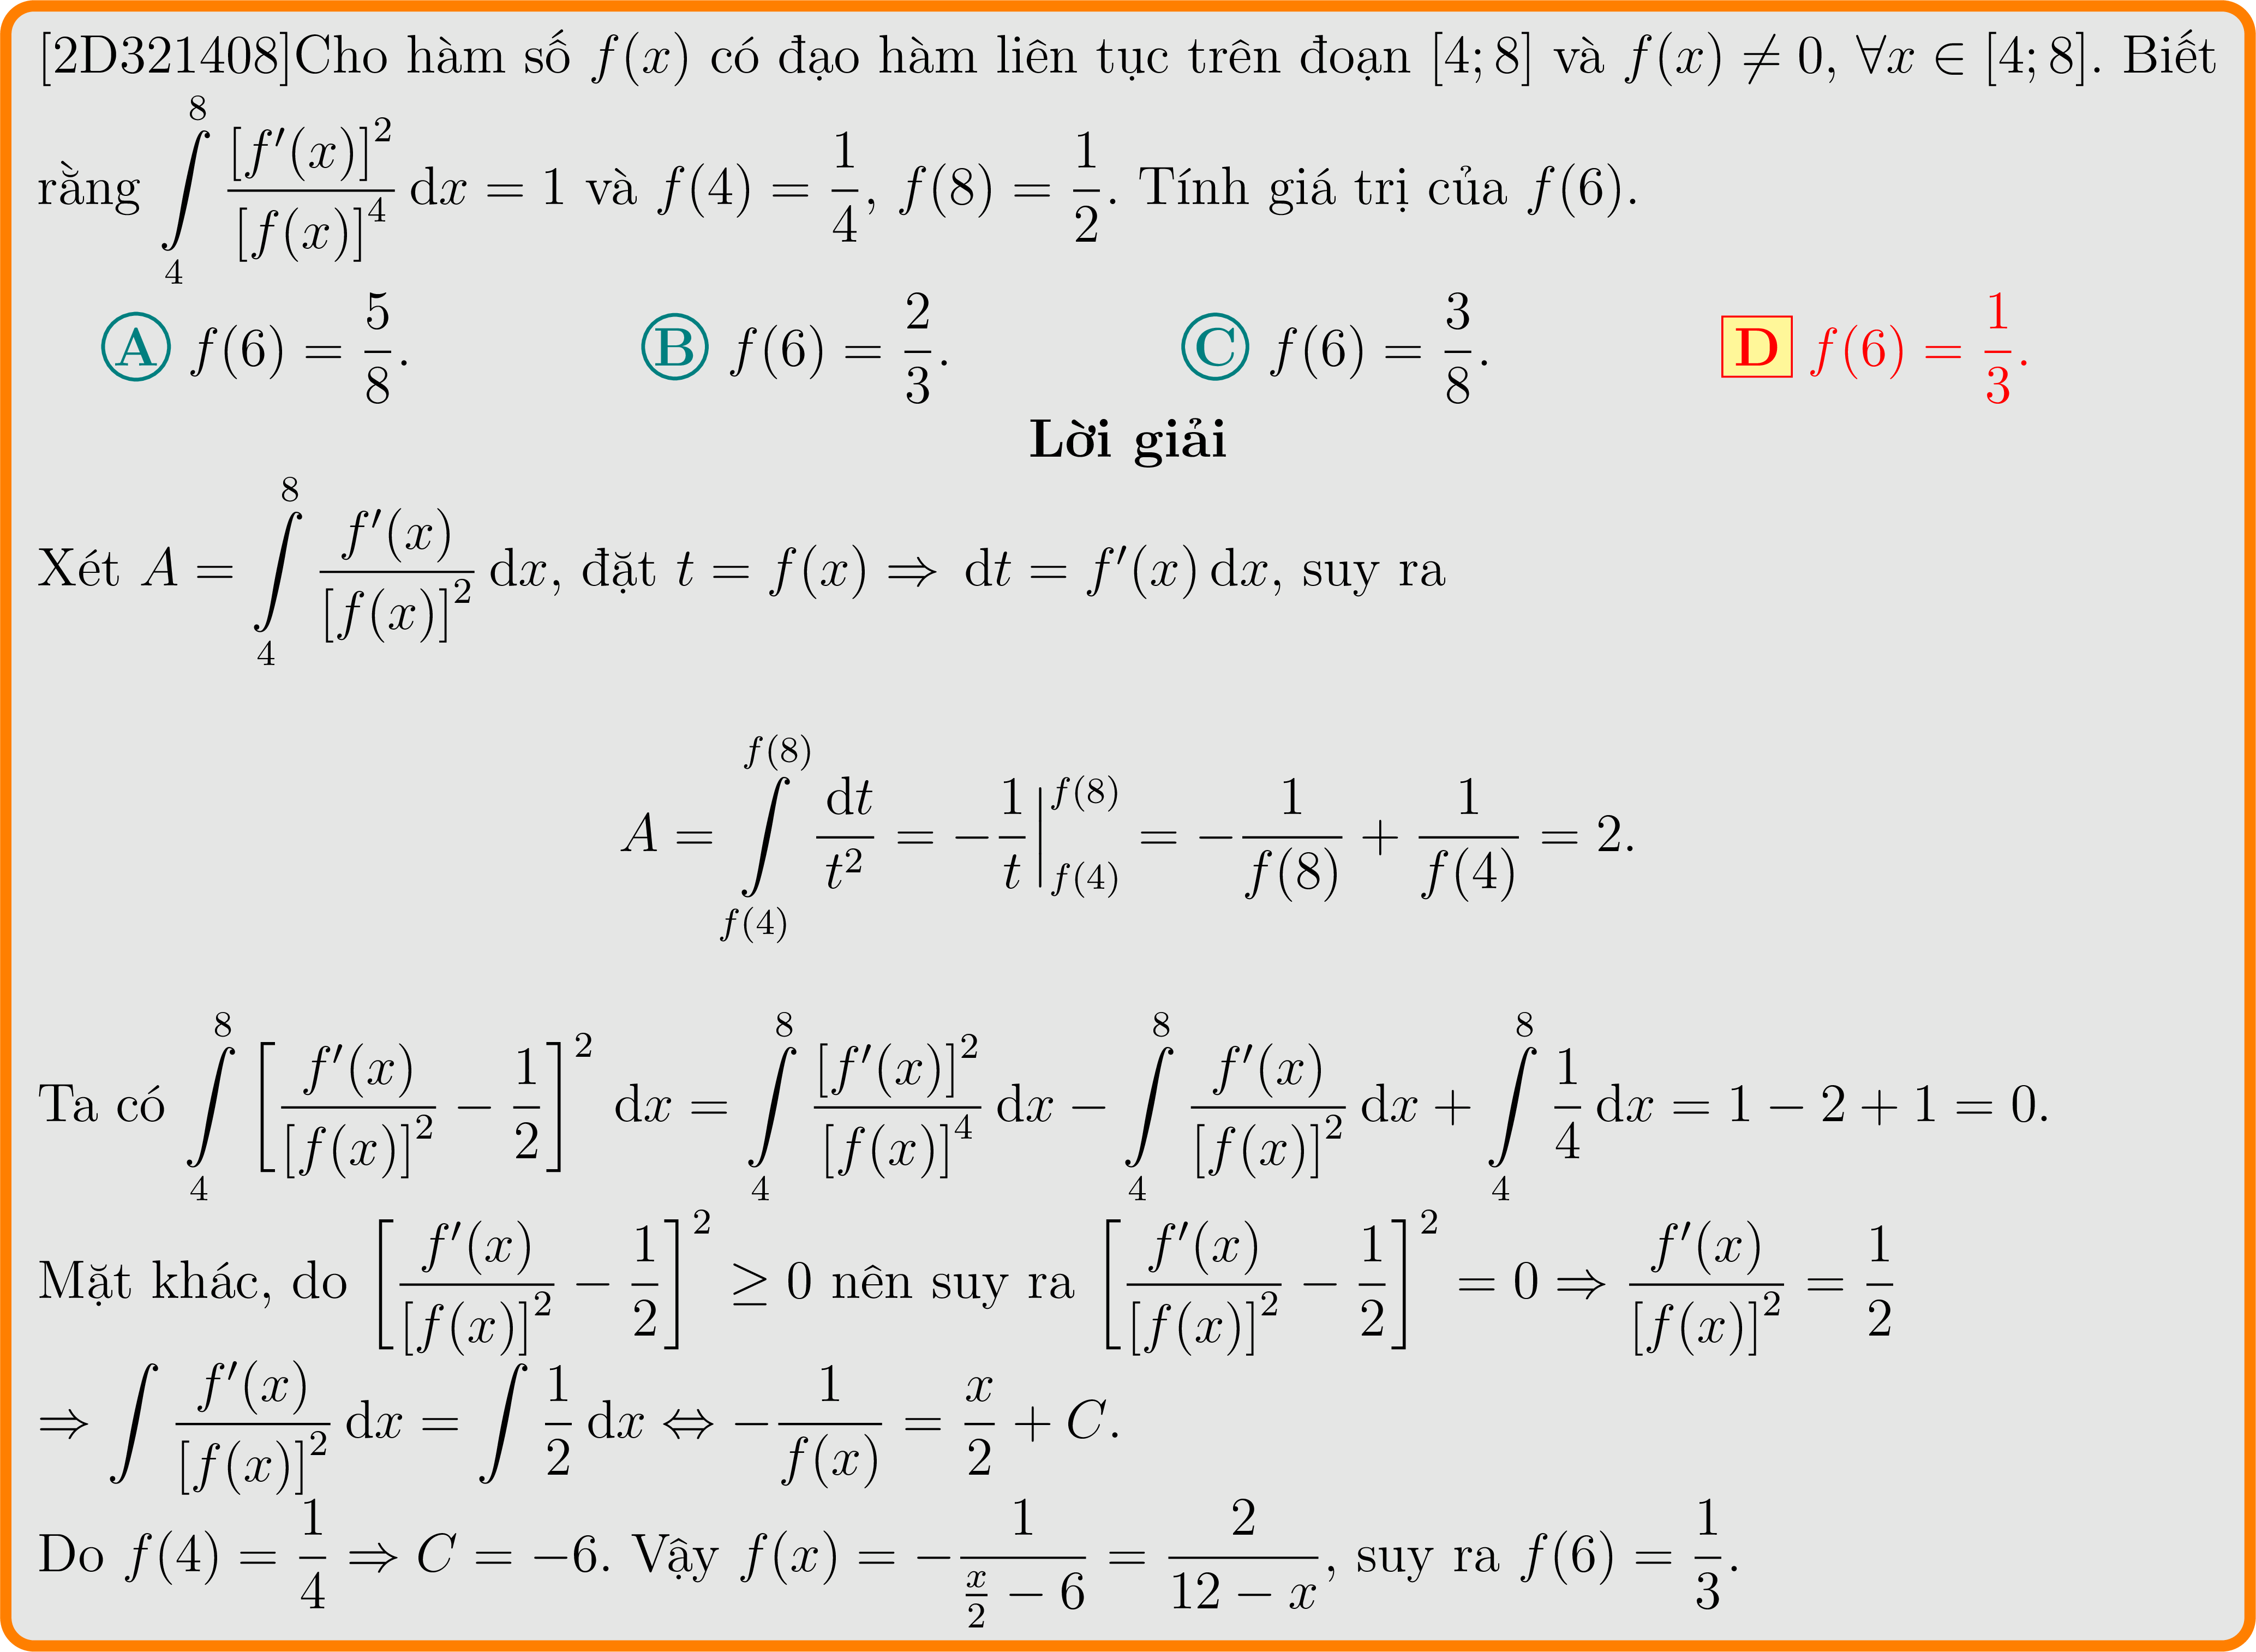 [2D321408]Cho hàm số $f(x)$ có đạo hàm liên tục trên đoạn $[4;8]$ và $f(x) \neq 0, \forall x \in [4;8]$. Biết
rằng $\int\limits_4^8 \frac{[f'(x)]^2}{[f(x)]^4} \mathrm{d}x = 1$ và $f(4) = \frac{1}{4}$, $f(8) = \frac{1}{2}$. Tính giá trị của $f(6)$.
A $f(6) = \frac{5}{8}$. B $f(6) = \frac{2}{3}$. C $f(6) = \frac{3}{8}$. D $f(6) = \frac{1}{3}$.
Lời giải
Xét $A = \int\limits_4^8 \frac{f'(x)}{[f(x)]^2} \mathrm{d}x$, đặt $t = f(x) \Rightarrow \mathrm{d}t = f'(x) \mathrm{d}x$, suy ra
$A = \int\limits_{f(4)}^{f(8)} \frac{\mathrm{d}t}{t^2} = -\frac{1}{t}\Big|_{f(4)}^{f(8)} = -\frac{1}{f(8)} + \frac{1}{f(4)} = 2.$
Ta có $\int\limits_4^8 \left[\frac{f'(x)}{[f(x)]^2} - \frac{1}{2}\right]^2 \mathrm{d}x = \int\limits_4^8 \frac{[f'(x)]^2}{[f(x)]^4} \mathrm{d}x - \int\limits_4^8 \frac{f'(x)}{[f(x)]^2} \mathrm{d}x + \int\limits_4^8 \frac{1}{4} \mathrm{d}x = 1 - 2 + 1 = 0.$
Mặt khác, do $\left[\frac{f'(x)}{[f(x)]^2} - \frac{1}{2}\right]^2 \geq 0$ nên suy ra $\left[\frac{f'(x)}{[f(x)]^2} - \frac{1}{2}\right]^2 = 0 \Rightarrow \frac{f'(x)}{[f(x)]^2} = \frac{1}{2}$
$\Rightarrow \int \frac{f'(x)}{[f(x)]^2} \mathrm{d}x = \int \frac{1}{2} \mathrm{d}x \Leftrightarrow -\frac{1}{f(x)} = \frac{x}{2} + C.$
Do $f(4) = \frac{1}{4} \Rightarrow C = -6$. Vậy $f(x) = -\frac{1}{\frac{x}{2} - 6} = \frac{2}{12 - x}$, suy ra $f(6) = \frac{1}{3}$.